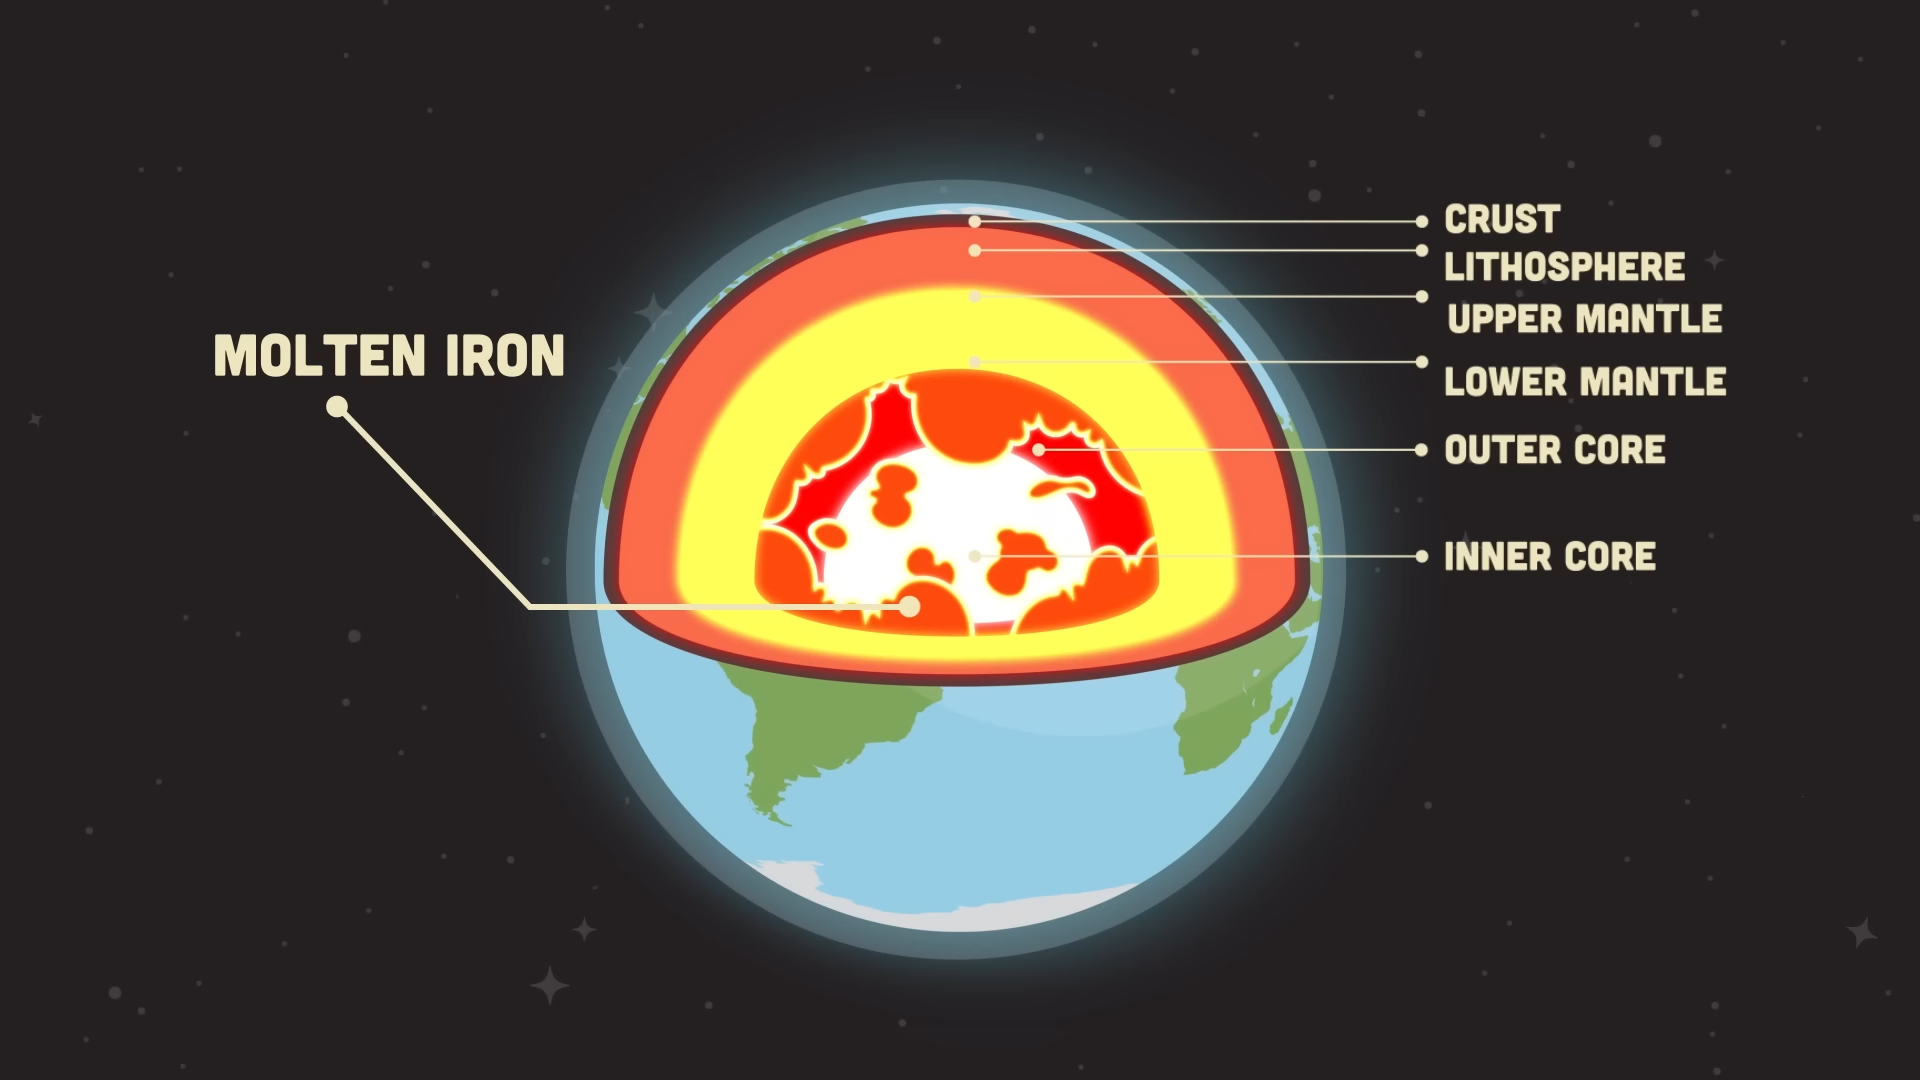 CRUST
LITHOSPHERE
UPPER MANTLE
MOLTEN IRON
LOWER MANTLE
OUTER CORE
INNER CORE